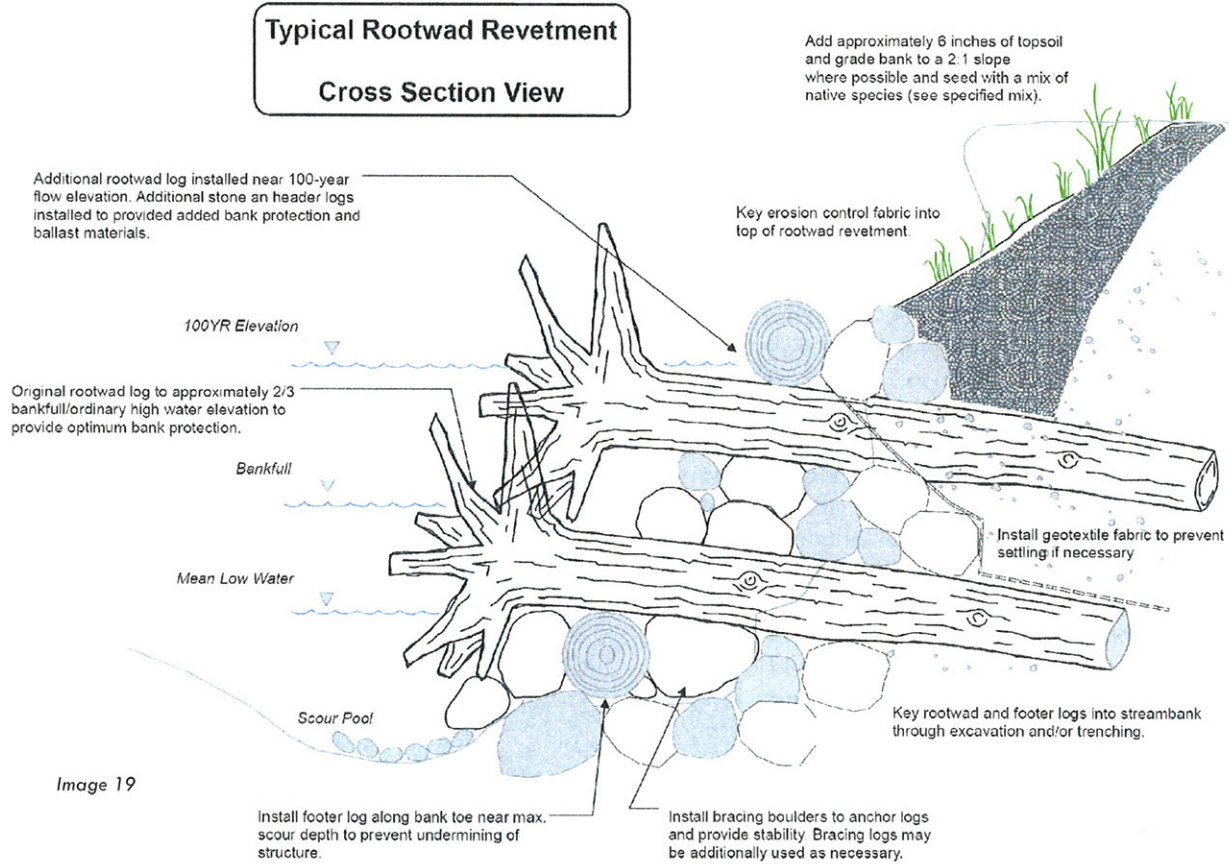 Typical Rootwad Revetment
Cross Section View
Add approximately 6 inches of topsoil
and grade bank to a 2:1 slope
where possible and seed with a mix of
native species (see specified mix).
Additional rootwad log installed near 100-year
flow elevation. Additional stone an header logs
installed to provided added bank protection and
ballast materials.
Key erosion control fabric into
top of rootwad revetment.
100YR Elevation
Original rootwad log to approximately 2/3
bankfull/ordinary high water elevation to
provide optimum bank protection.
Bankfull
Install geotextile fabric to prevent
settling if necessary
Mean Low Water
Scour Pool
Key rootwad and footer logs into streambank
through excavation and/or trenching.
Image 19
Install footer log along bank toe near max.
scour depth to prevent undermining of
structure.
Install bracing boulders to anchor logs
and provide stability. Bracing logs may
be additionally used as necessary.